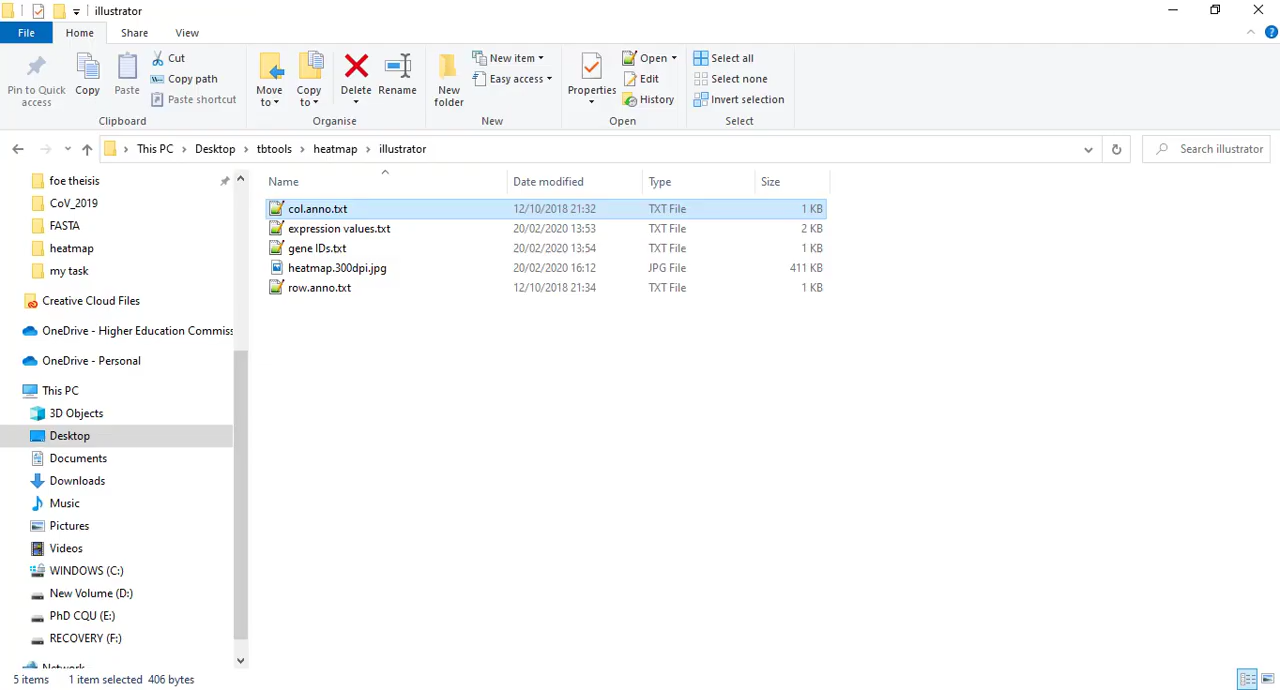 illustrator
File
Home
Share
View
Pin to Quick access
Copy
Paste
Cut
Copy path
Paste shortcut
Clipboard
Move to
Copy to
Delete
Rename
Organise
New folder
New item
Easy access
New
Properties
Open
Edit
History
Open
Select all
Select none
Invert selection
Select
This PC > Desktop > tbtools > heatmap > illustrator
Search illustrator
foe theisis
CoV_2019
FASTA
heatmap
my task
Creative Cloud Files
OneDrive - Higher Education Commiss
OneDrive - Personal
This PC
3D Objects
Desktop
Documents
Downloads
Music
Pictures
Videos
WINDOWS (C:)
New Volume (D:)
PhD CQU (E:)
RECOVERY (F:)
Network
Name Date modified Type Size
col.anno.txt 12/10/2018 21:32 TXT File 1 KB
expression values.txt 20/02/2020 13:53 TXT File 2 KB
gene IDs.txt 20/02/2020 13:54 TXT File 1 KB
heatmap.300dpi.jpg 20/02/2020 16:12 JPG File 411 KB
row.anno.txt 12/10/2018 21:34 TXT File 1 KB
5 items 1 item selected 406 bytes